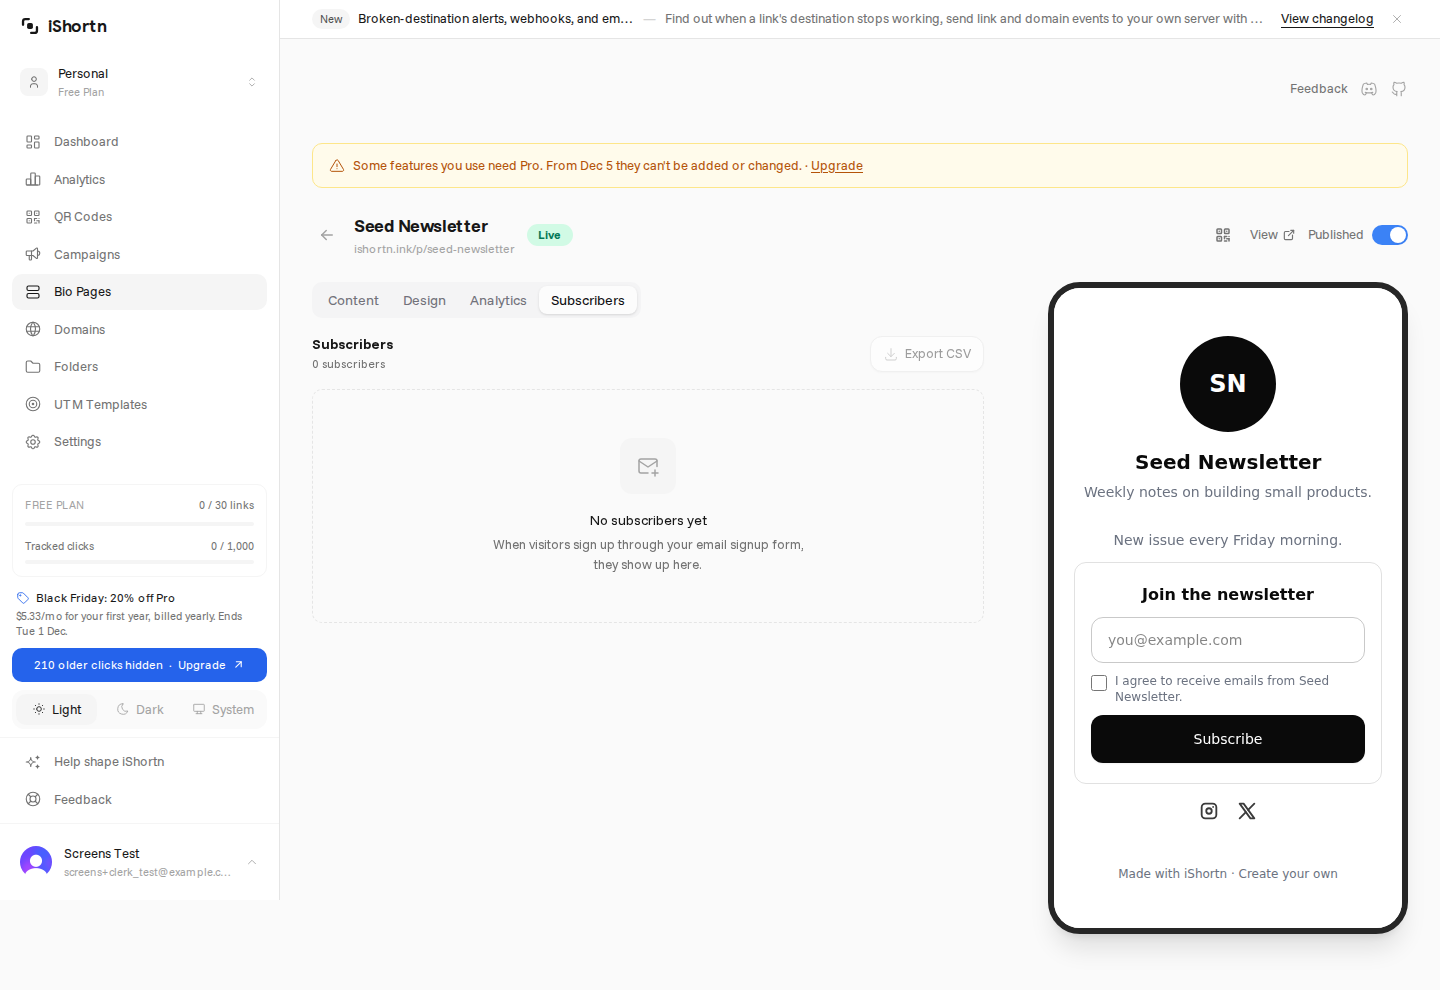 iShortn
Personal
Free Plan
Dashboard
Analytics
QR Codes
Campaigns
Bio Pages
Domains
Folders
UTM Templates
Settings
FREE PLAN 0 / 30 links
Tracked clicks 0 / 1,000
Black Friday: 20% off Pro
$5.33/mo for your first year, billed yearly. Ends
Tue 1 Dec.
210 older clicks hidden · Upgrade
Light Dark System
Help shape iShortn
Feedback
Screens Test
screens+clerk_test@example.c...
New Broken-destination alerts, webhooks, and em... — Find out when a link's destination stops working, send link and domain events to your own server with ... View changelog
Feedback
Some features you use need Pro. From Dec 5 they can't be added or changed. · Upgrade
Seed Newsletter
ishortn.ink/p/seed-newsletter
Live
View Published
Content Design Analytics Subscribers
Subscribers
0 subscribers
Export CSV
No subscribers yet
When visitors sign up through your email signup form,
they show up here.
SN
Seed Newsletter
Weekly notes on building small products.
New issue every Friday morning.
Join the newsletter
you@example.com
I agree to receive emails from Seed
Newsletter.
Subscribe
Made with iShortn · Create your own